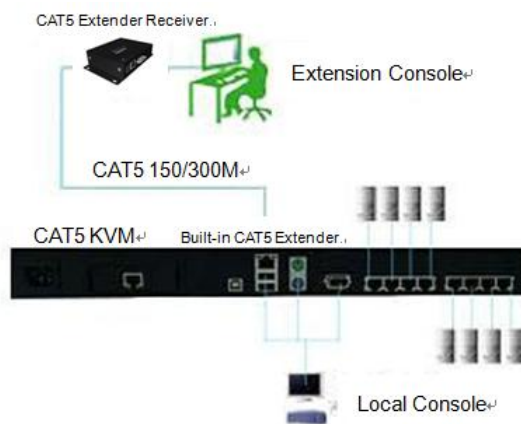 CAT5 Extender Receiver
Extension Console
CAT5 150/300M
CAT5 KVM
Built-in CAT5 Extender
Local Console